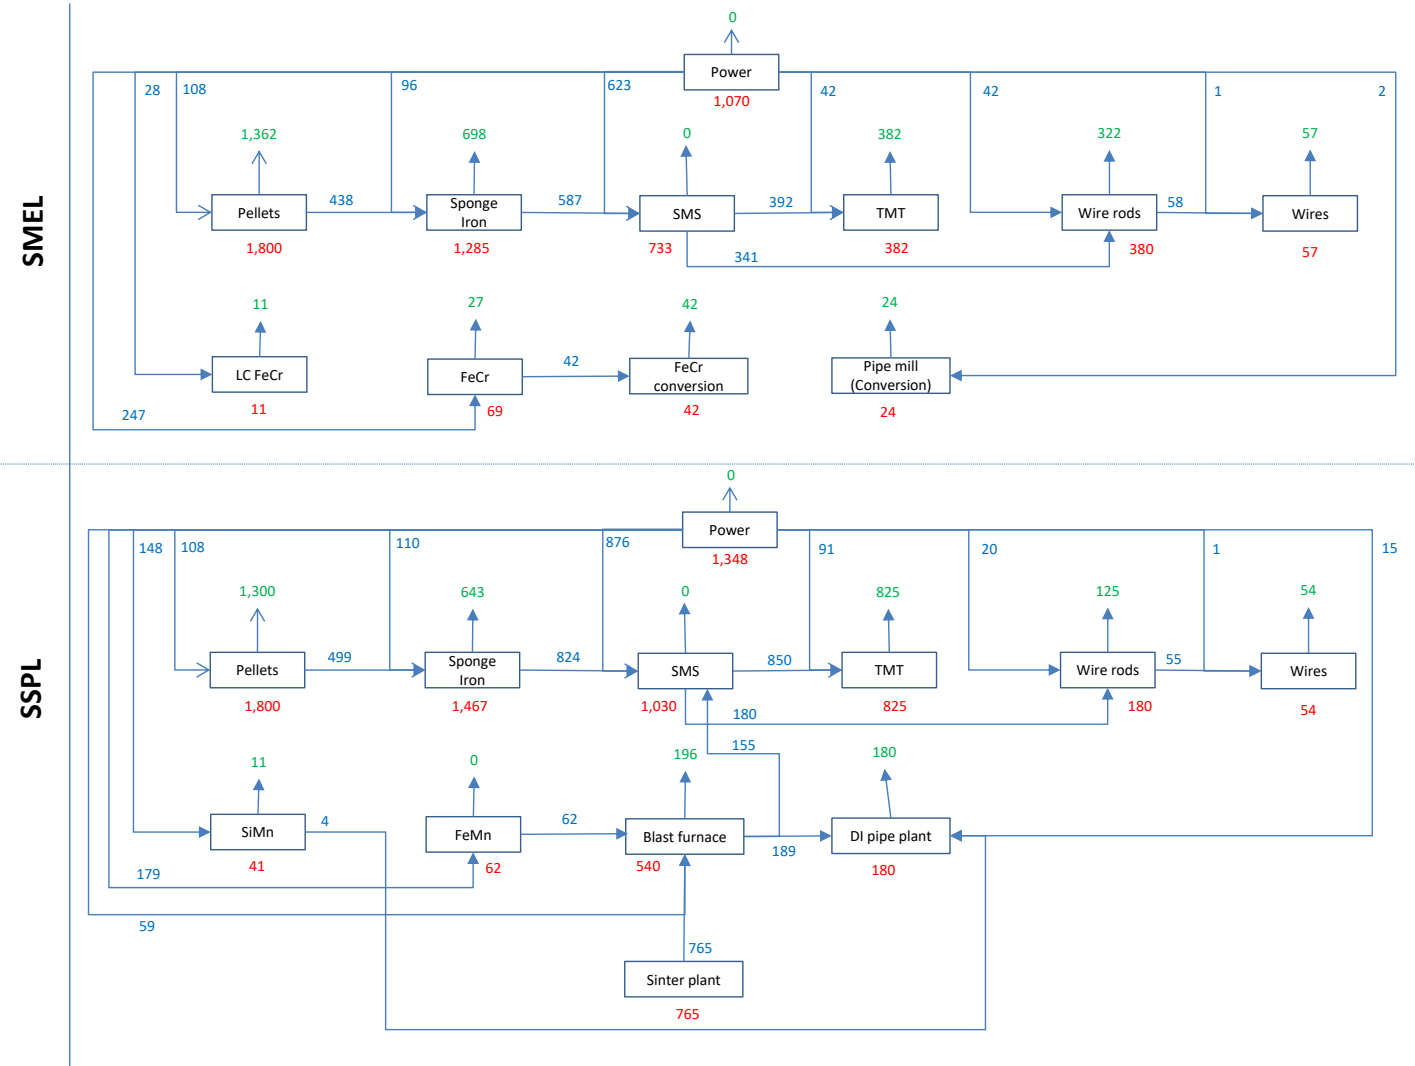 SMEL
0
Power
1,070
28
108
96
623
42
42
1
2
1,362
698
0
382
322
57
Pellets
438
Sponge
Iron
587
SMS
392
TMT
Wire rods
58
Wires
1,800
1,285
733
341
382
380
57
11
27
42
24
LC FeCr
FeCr
42
FeCr
conversion
Pipe mill
(Conversion)
11
69
42
24
247
SSPL
0
Power
1,348
148
108
110
876
91
20
1
15
1,300
643
0
825
125
54
Pellets
499
Sponge
Iron
824
SMS
850
TMT
Wire rods
55
Wires
1,800
1,467
1,030
180
825
180
54
155
11
0
196
180
SiMn
4
FeMn
62
Blast furnace
189
DI pipe plant
41
62
540
180
179
59
765
Sinter plant
765